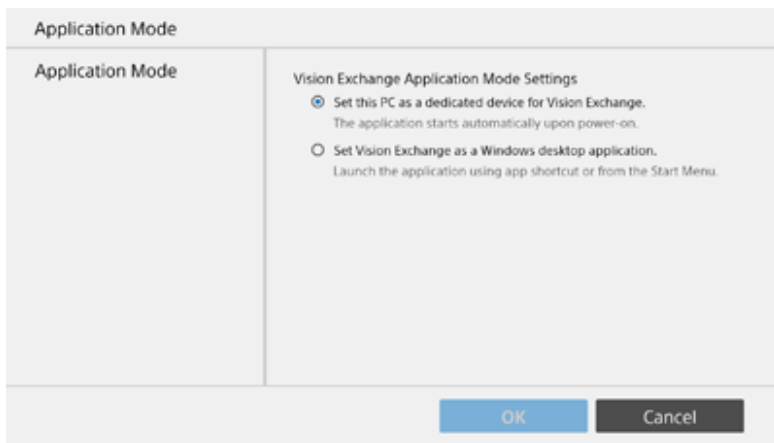 Application Mode
Application Mode
Vision Exchange Application Mode Settings
Set this PC as a dedicated device for Vision Exchange.
The application starts automatically upon power-on.
Set Vision Exchange as a Windows desktop application.
Launch the application using app shortcut or from the Start Menu.
OK
Cancel